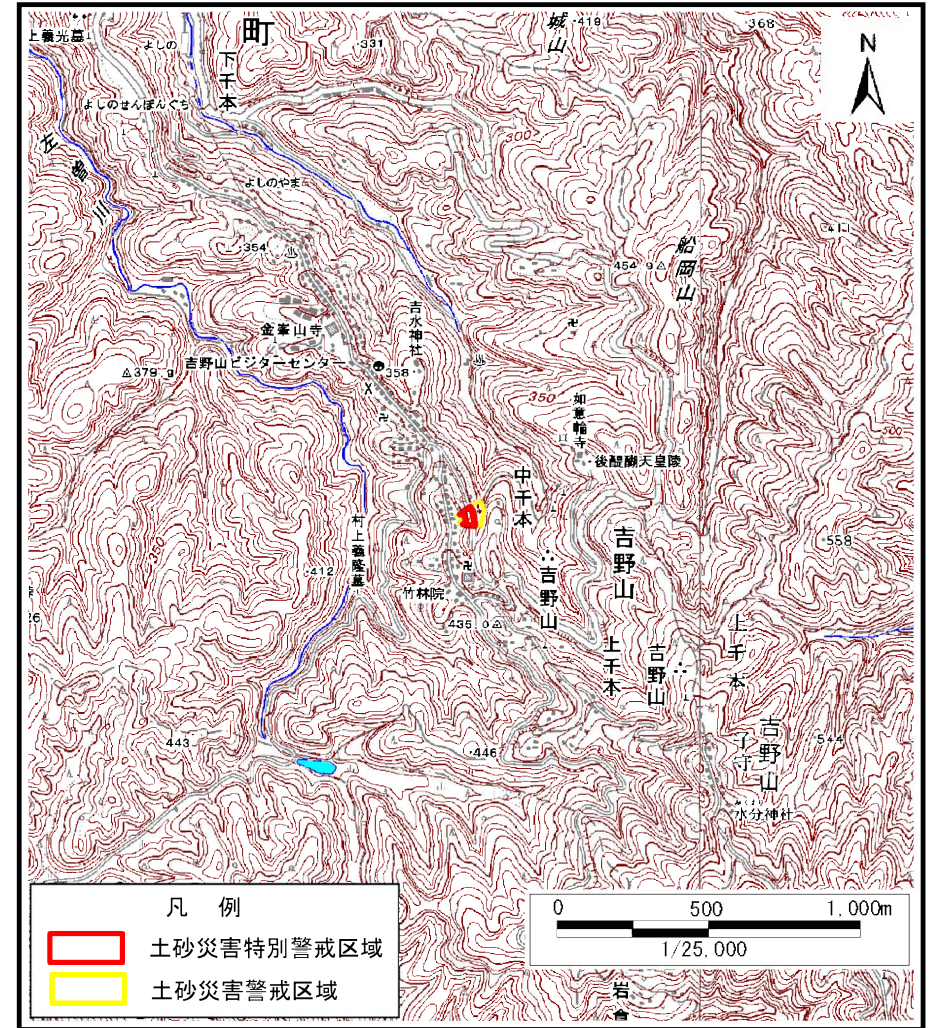 町
城山
・419
・368
上義光墓
よしの
下千本
・331
N
よしのせんぼんぐち
300
左曽川
よしのやま
・354
船岡山
454.9
吉水神社
金峯山寺
吉野山ビジターセンター
358
379.9
350
如意輪寺
後醍醐天皇陵
中千本
村上義隆墓
350
・412
吉野山
・558
吉野山
竹林院
435.0
上千本
吉野山
上千本
吉野山
子守
544
443
・446
水分神社
凡 例
土砂災害特別警戒区域
土砂災害警戒区域
0 500 1,000m
1/25,000
岩倉